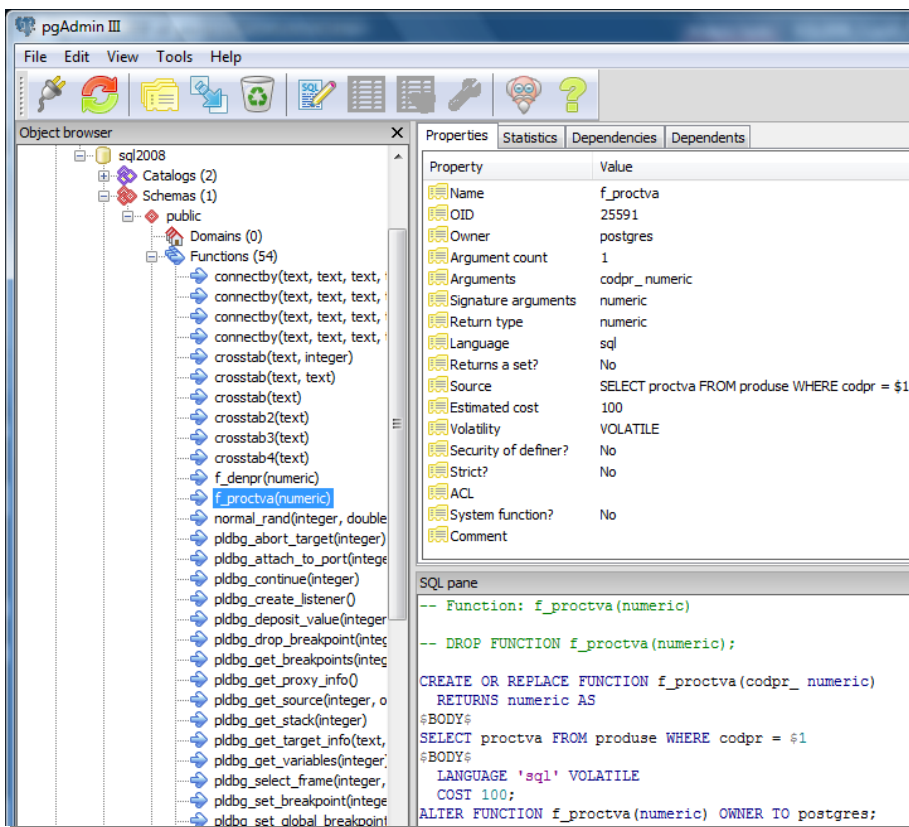 pgAdmin III
File Edit View Tools Help
SQL
Object browser
sql2008
Catalogs (2)
Schemas (1)
public
Domains (0)
Functions (54)
connectby(text, text, text,
connectby(text, text, text,
connectby(text, text, text,
connectby(text, text, text,
crosstab(text, integer)
crosstab(text, text)
crosstab(text)
crosstab2(text)
crosstab3(text)
crosstab4(text)
f_denpr(numeric)
f_proctva(numeric)
normal_rand(integer, double
pldbg_abort_target(integer)
pldbg_attach_to_port(intege
pldbg_continue(integer)
pldbg_create_listener()
pldbg_deposit_value(integer
pldbg_drop_breakpoint(integ
pldbg_get_breakpoints(integ
pldbg_get_proxy_info()
pldbg_get_source(integer, o
pldbg_get_stack(integer)
pldbg_get_target_info(text,
pldbg_get_variables(integer)
pldbg_select_frame(integer,
pldbg_set_breakpoint(intege
pldbg_set_global_breakpoint
Properties Statistics Dependencies Dependents
Property Value
Name f_proctva
OID 25591
Owner postgres
Argument count 1
Arguments codpr_ numeric
Signature arguments numeric
Return type numeric
Language sql
Returns a set? No
Source SELECT proctva FROM produse WHERE codpr = $1
Estimated cost 100
Volatility VOLATILE
Security of definer? No
Strict? No
ACL
System function? No
Comment
SQL pane
-- Function: f_proctva(numeric)
-- DROP FUNCTION f_proctva(numeric);
CREATE OR REPLACE FUNCTION f_proctva(codpr_ numeric)
RETURNS numeric AS
$BODY$
SELECT proctva FROM produse WHERE codpr = $1
$BODY$
LANGUAGE 'sql' VOLATILE
COST 100;
ALTER FUNCTION f_proctva(numeric) OWNER TO postgres;